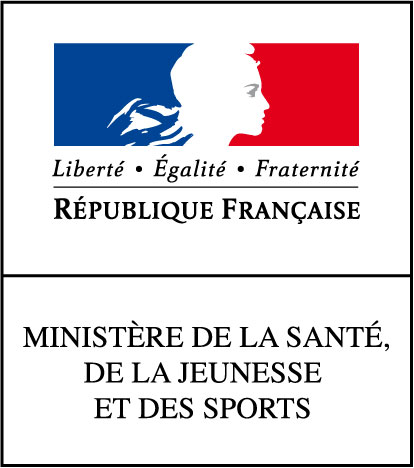 Liberté • Égalité • Fraternité
RÉPUBLIQUE FRANÇAISE
MINISTÈRE DE LA SANTÉ,
DE LA JEUNESSE
ET DES SPORTS